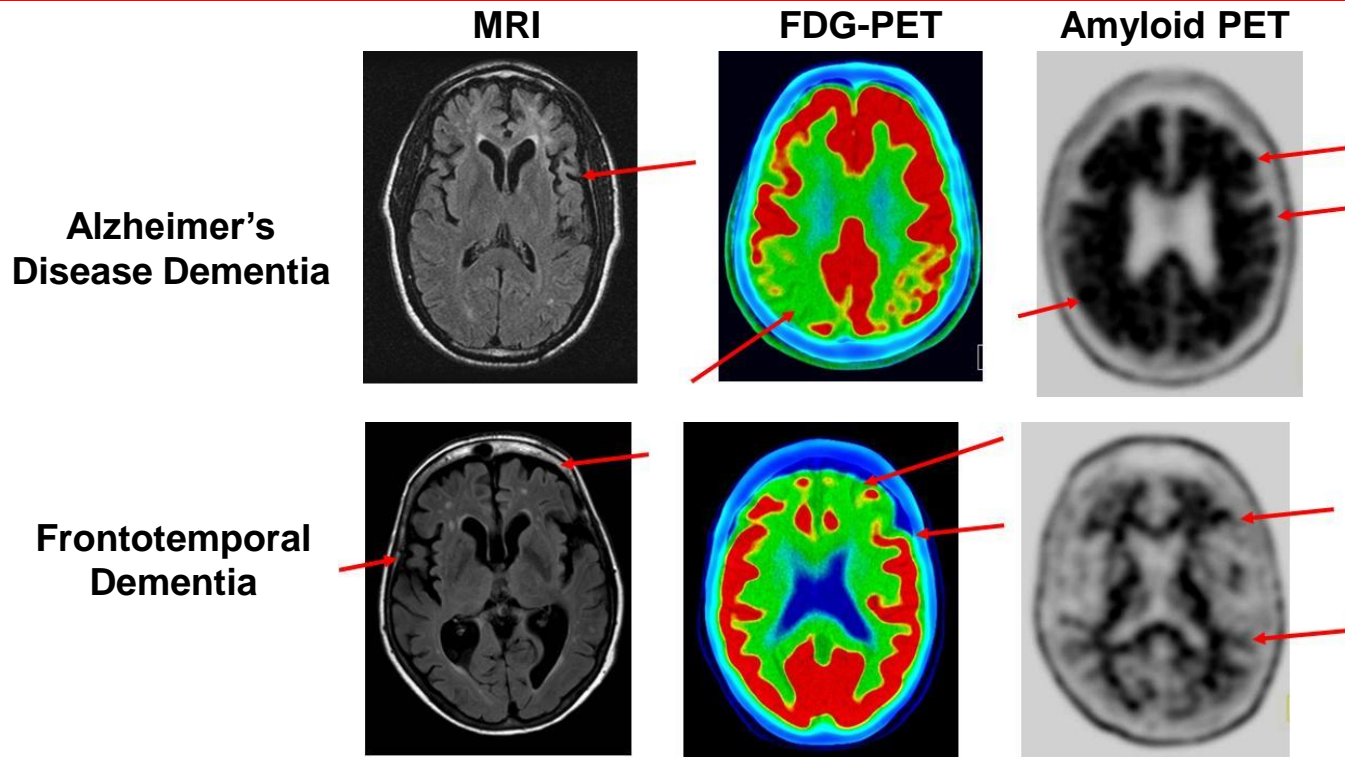 MRI
FDG-PET
Amyloid PET
Alzheimer’s
Disease Dementia
Frontotemporal
Dementia